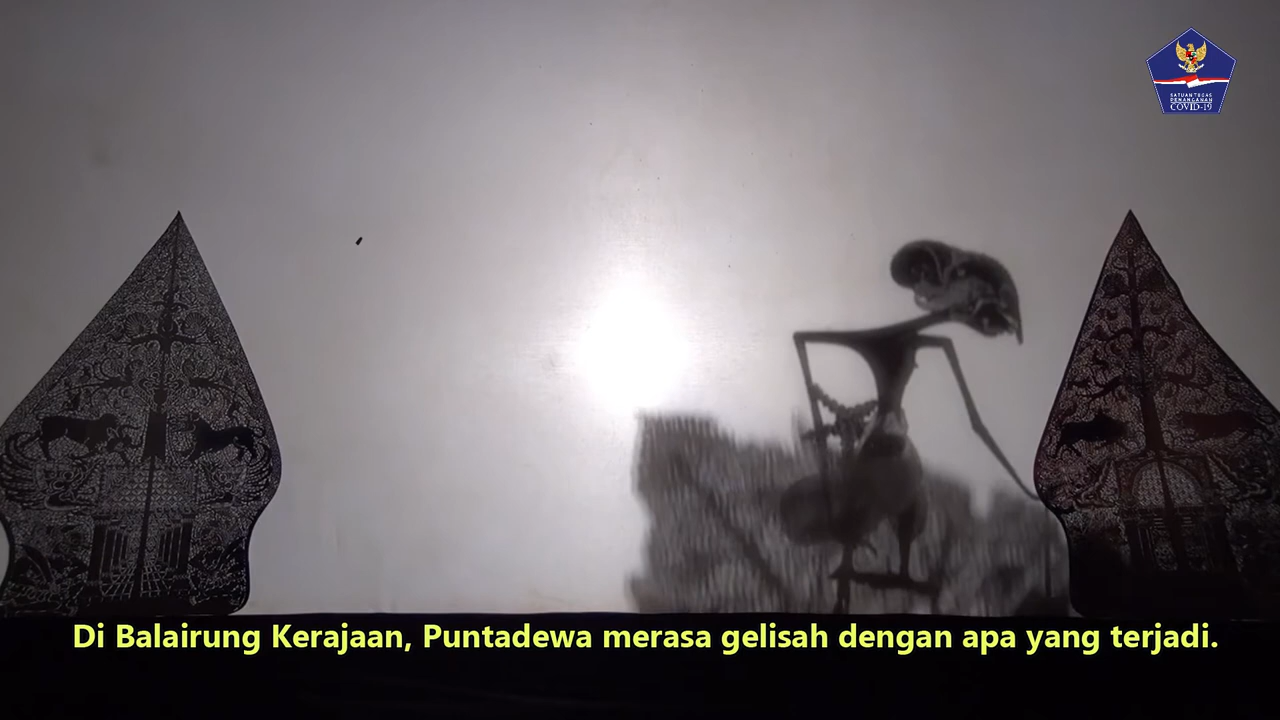 SATUAN TUGAS
PENANGANAN
COVID-19
Di Balairung Kerajaan, Puntadewa merasa gelisah dengan apa yang terjadi.